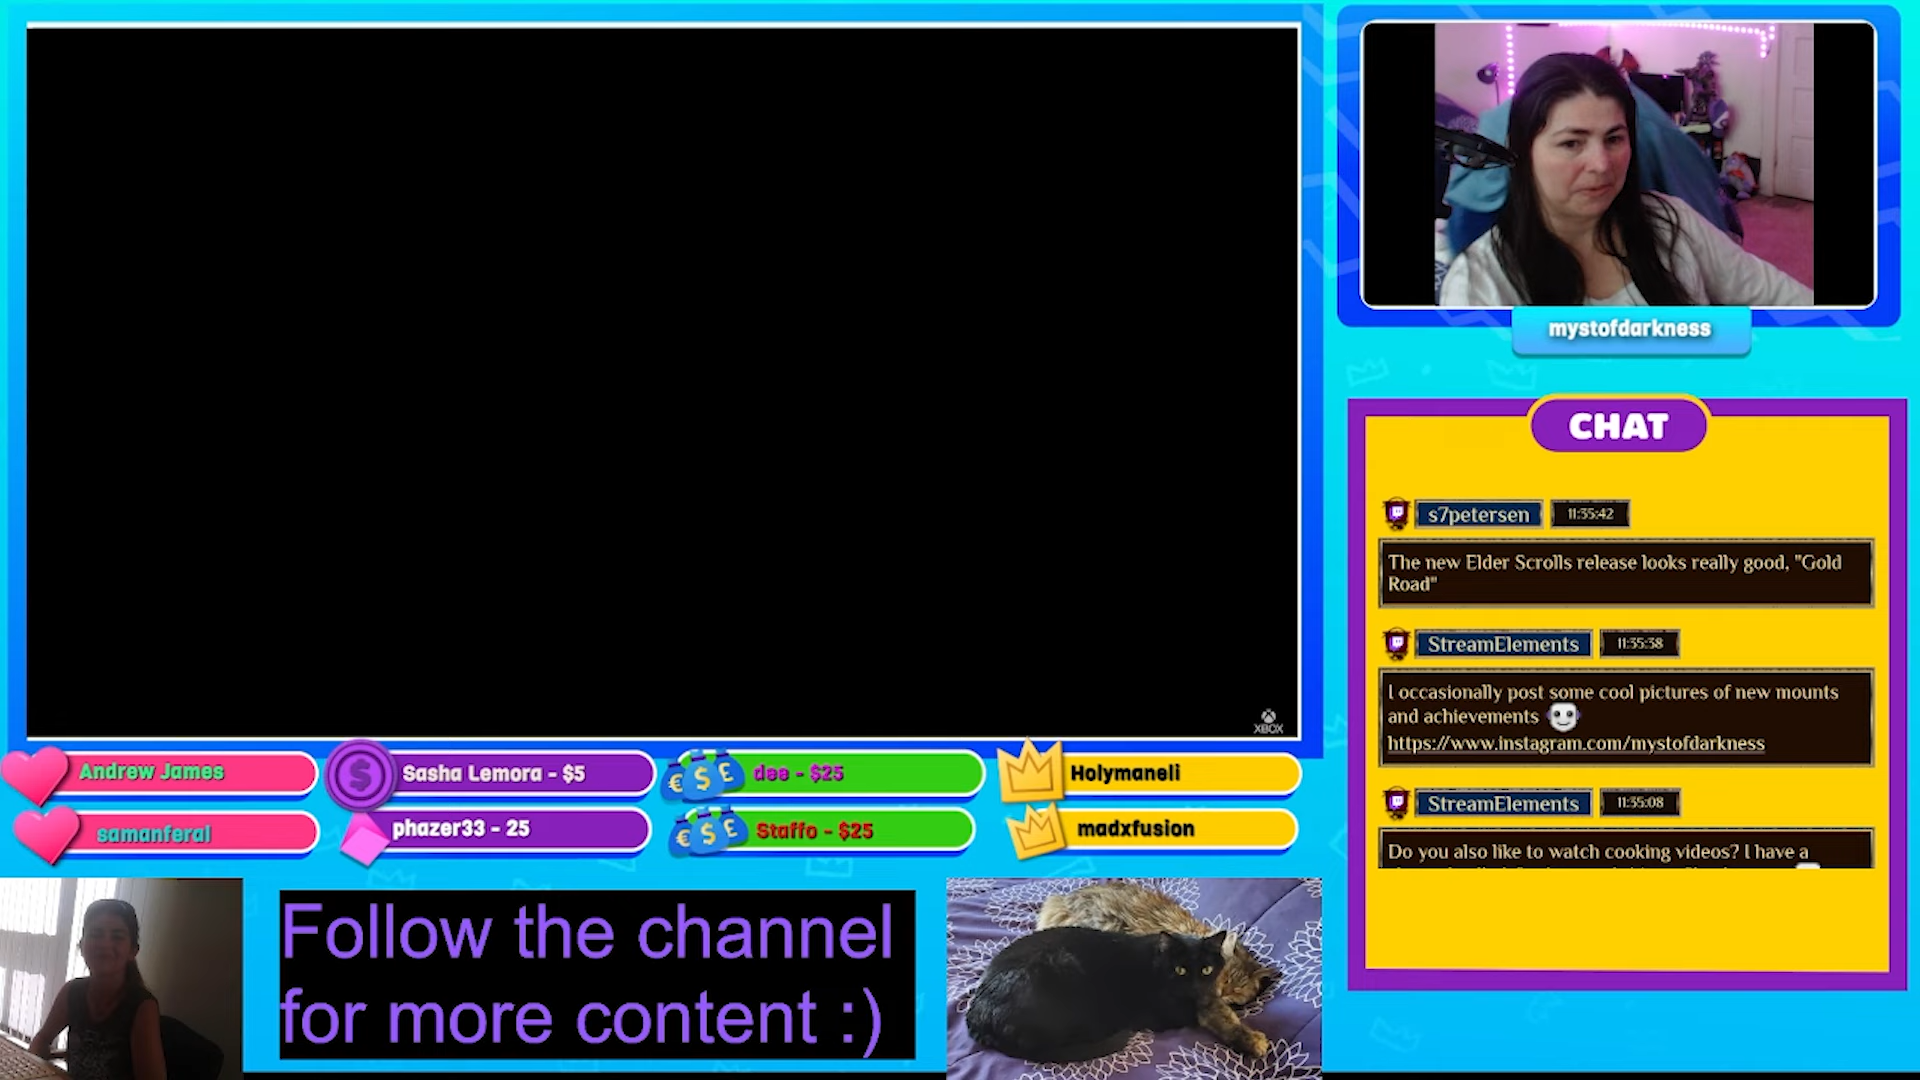 XBOX
mystofdarkness
CHAT
s7petersen 11:35:42
The new Elder Scrolls release looks really good, "Gold
Road"
StreamElements 11:35:38
I occasionally post some cool pictures of new mounts
and achievements
https://www.instagram.com/mystofdarkness
StreamElements 11:35:08
Do you also like to watch cooking videos? I have a
Andrew James
Sasha Lemora - $5
dee - $25
Holymaneli
samanferal
phazer33 - 25
Staffo - $25
madxfusion
Follow the channel
for more content :)